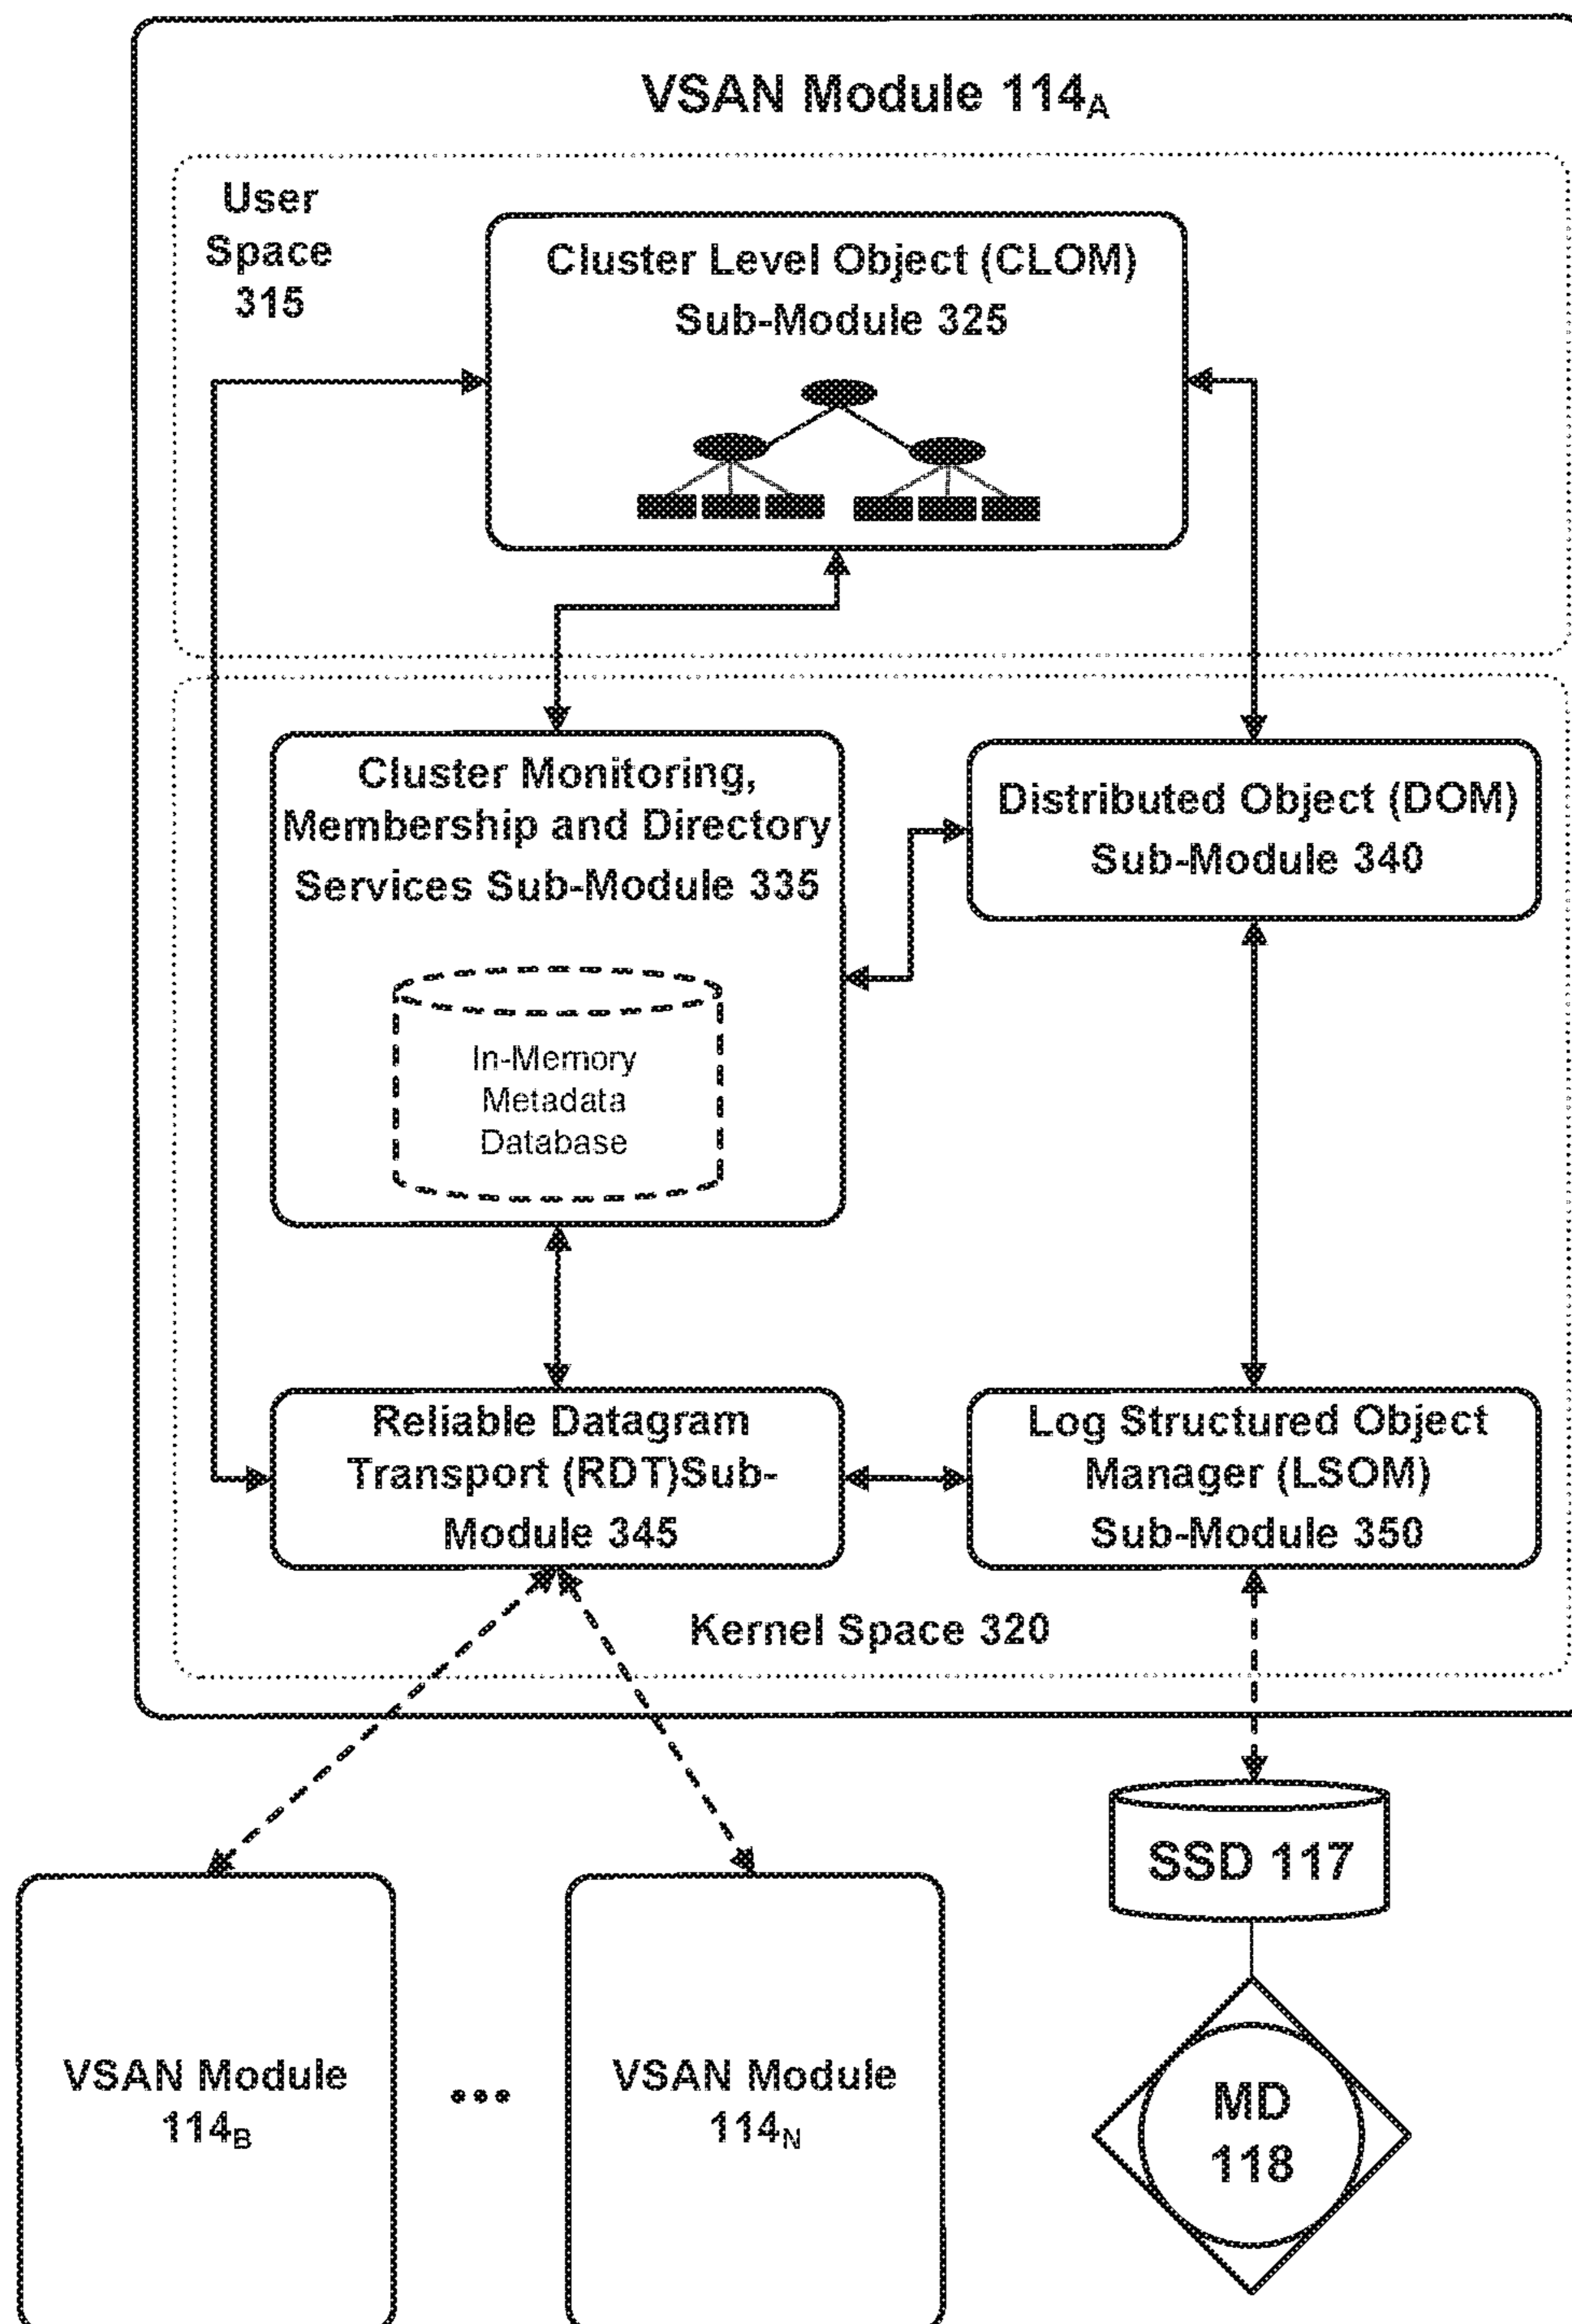 VSAN Module 114A
User
Space
315
Cluster Level Object (CLOM)
Sub-Module 325
Cluster Monitoring,
Membership and Directory
Services Sub-Module 335
In-Memory
Metadata
Database
Distributed Object (DOM)
Sub-Module 340
Reliable Datagram
Transport (RDT)Sub-
Module 345
Log Structured Object
Manager (LSOM)
Sub-Module 350
Kernel Space 320
VSAN Module
114B
•••
VSAN Module
114N
SSD 117
MD
118